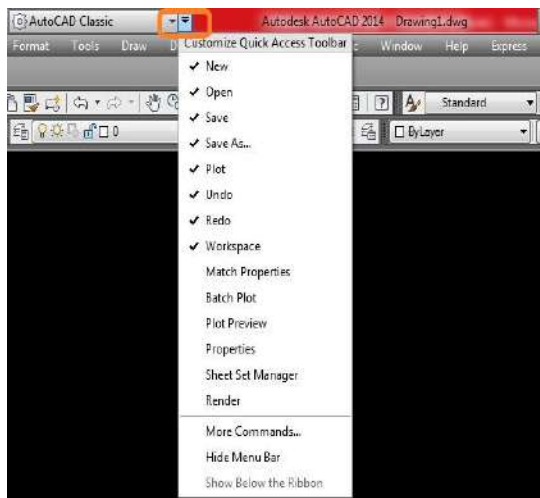 AutoCAD Classic Autodesk AutoCAD 2014 Drawing1.dwg
Format Tools Draw Customize Quick Access Toolbar Window Help Express
New
Open
Standard
Save
0 ByLayer
Save As...
Plot
Undo
Redo
Workspace
Match Properties
Batch Plot
Plot Preview
Properties
Sheet Set Manager
Render
More Commands...
Hide Menu Bar
Show Below the Ribbon